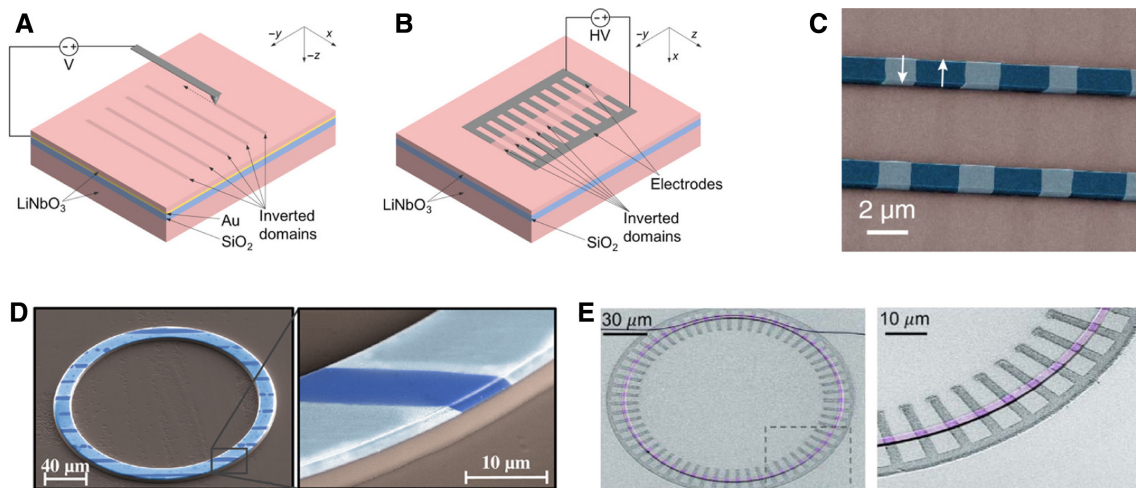 A
− +
V
−y
x
−z
LiNbO3
Au
SiO2
Inverted
domains
B
− +
HV
−y
z
x
LiNbO3
SiO2
Electrodes
Inverted
domains
C
2 μm
D
40 μm
10 μm
E
30 μm
10 μm